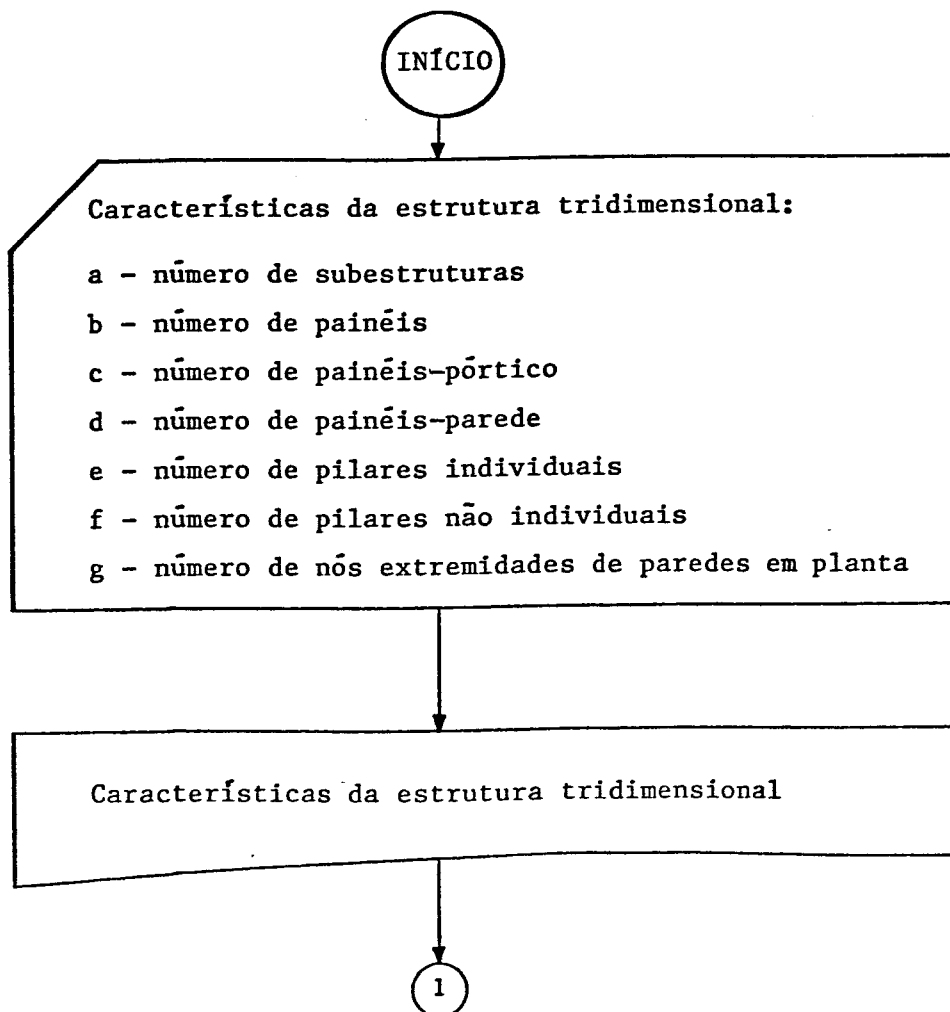 INÍCIO
Características da estrutura tridimensional:
a - número de subestruturas
b - número de painéis
c - número de painéis-pórtico
d - número de painéis-parede
e - número de pilares individuais
f - número de pilares não individuais
g - número de nós extremidades de paredes em planta
Características da estrutura tridimensional
1